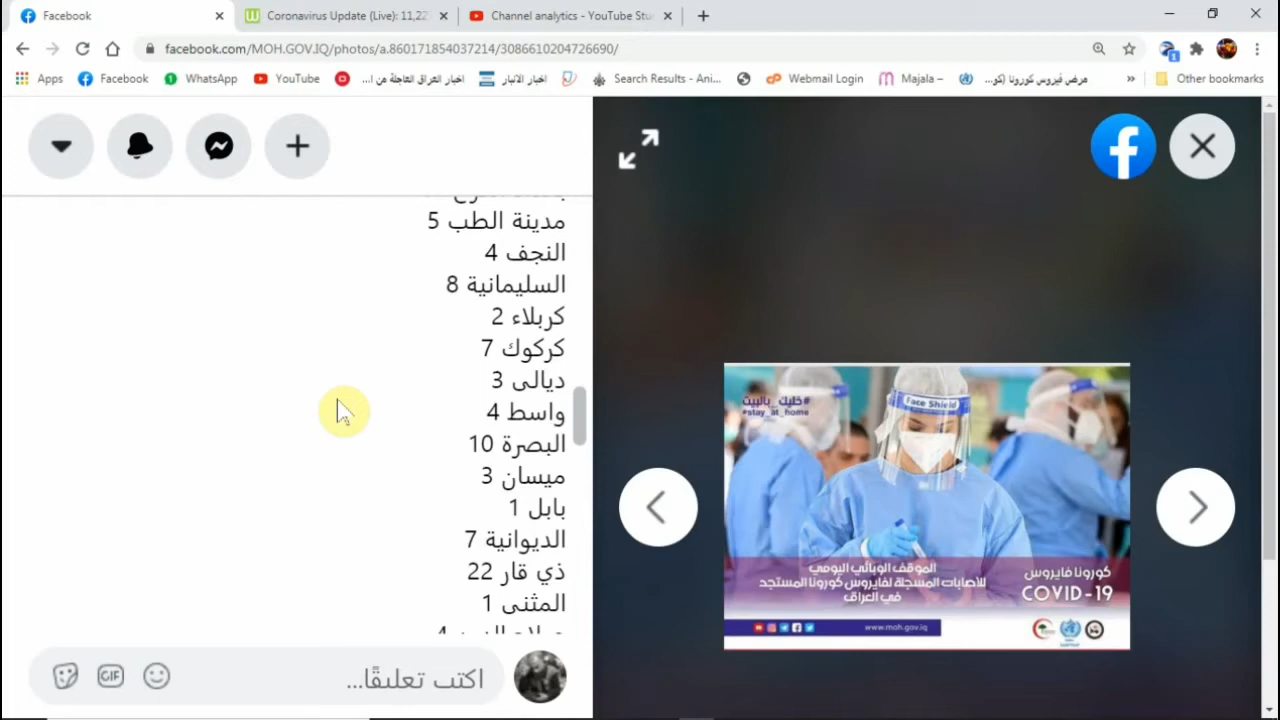 Facebook
Coronavirus Update (Live): 11,22
Channel analytics - YouTube Stu
facebook.com/MOH.GOV.IQ/photos/a.860171854037214/3086610204726690/
Apps
Facebook
WhatsApp
YouTube
اخبار العراق العاجلة من ا...
اخبار الانبار
Search Results - Ani...
Webmail Login
Majala –
مرض فيروس كورونا (كو...
»
Other bookmarks
مدينة الطب 5
النجف 4
السليمانية 8
كربلاء 2
كركوك 7
ديالى 3
واسط 4
البصرة 10
ميسان 3
بابل 1
الديوانية 7
ذي قار 22
المثنى 1
اكتب تعليقًا...
GIF
#خليك_بالبيت
#stay_at_home
Face Shield
الموقف الوبائي اليومي
للاصابات المسجلة لفايروس كورونا المستجد
في العراق
كورونا فايروس
COVID-19
www.moh.gov.iq